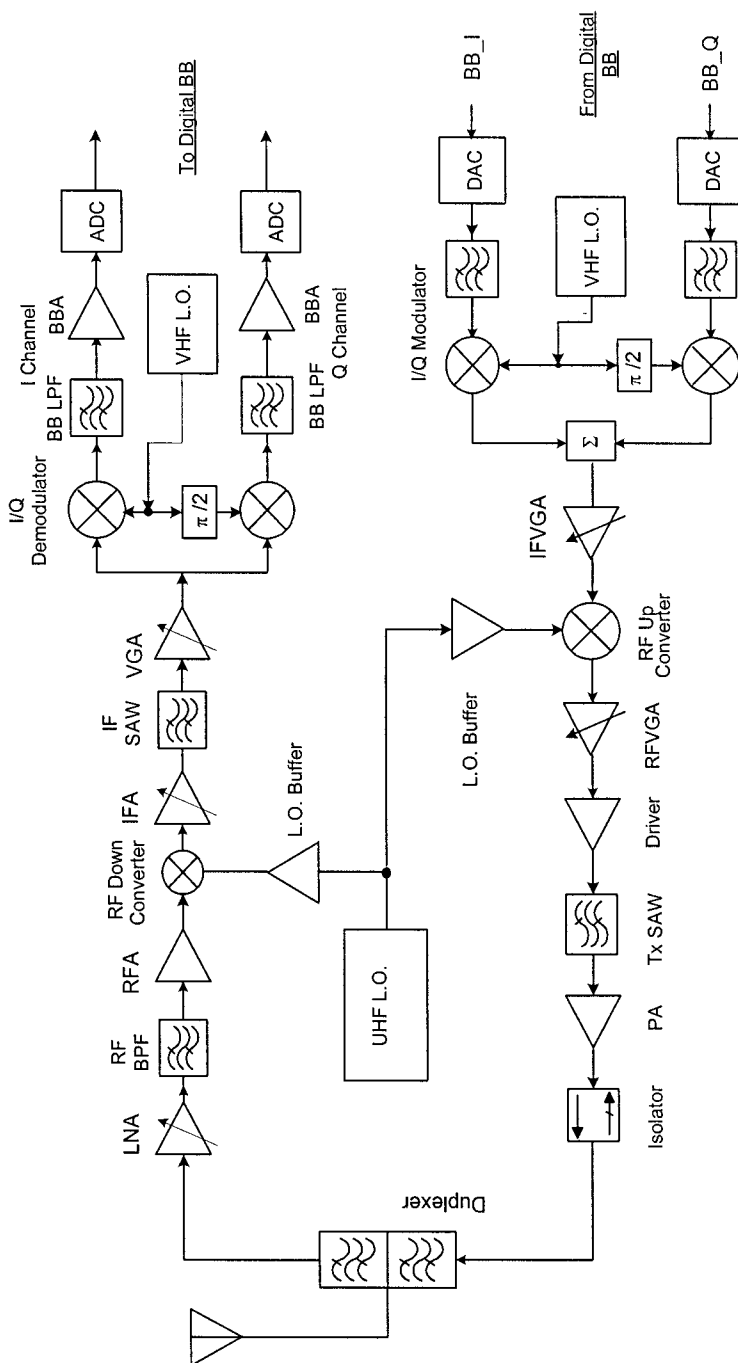 Duplexer
LNA
RF
BPF
RFA
RF Down
Converter
IFA
IF
SAW
VGA
I/Q
Demodulator
π/2
BB LPF
I Channel
BBA
ADC
VHF L.O.
To Digital BB
BB LPF
Q Channel
BBA
ADC
L.O. Buffer
UHF L.O.
L.O. Buffer
Isolator
PA
Tx SAW
Driver
RFVGA
RF Up
Converter
IFVGA
Σ
I/Q Modulator
π/2
VHF L.O.
DAC
BB_I
From Digital
BB
DAC
BB_Q